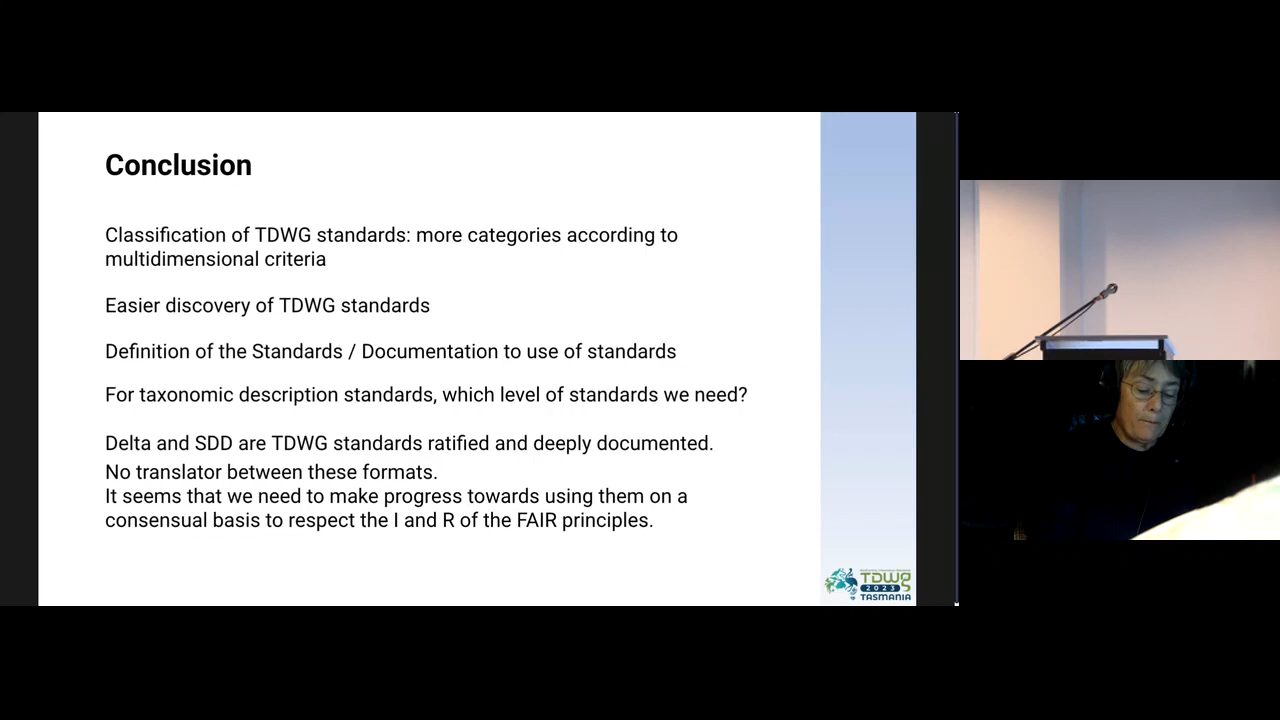 Conclusion
Classification of TDWG standards: more categories according to
multidimensional criteria
Easier discovery of TDWG standards
Definition of the Standards / Documentation to use of standards
For taxonomic description standards, which level of standards we need?
Delta and SDD are TDWG standards ratified and deeply documented.
No translator between these formats.
It seems that we need to make progress towards using them on a
consensual basis to respect the I and R of the FAIR principles.
TDWG
2023
TASMANIA